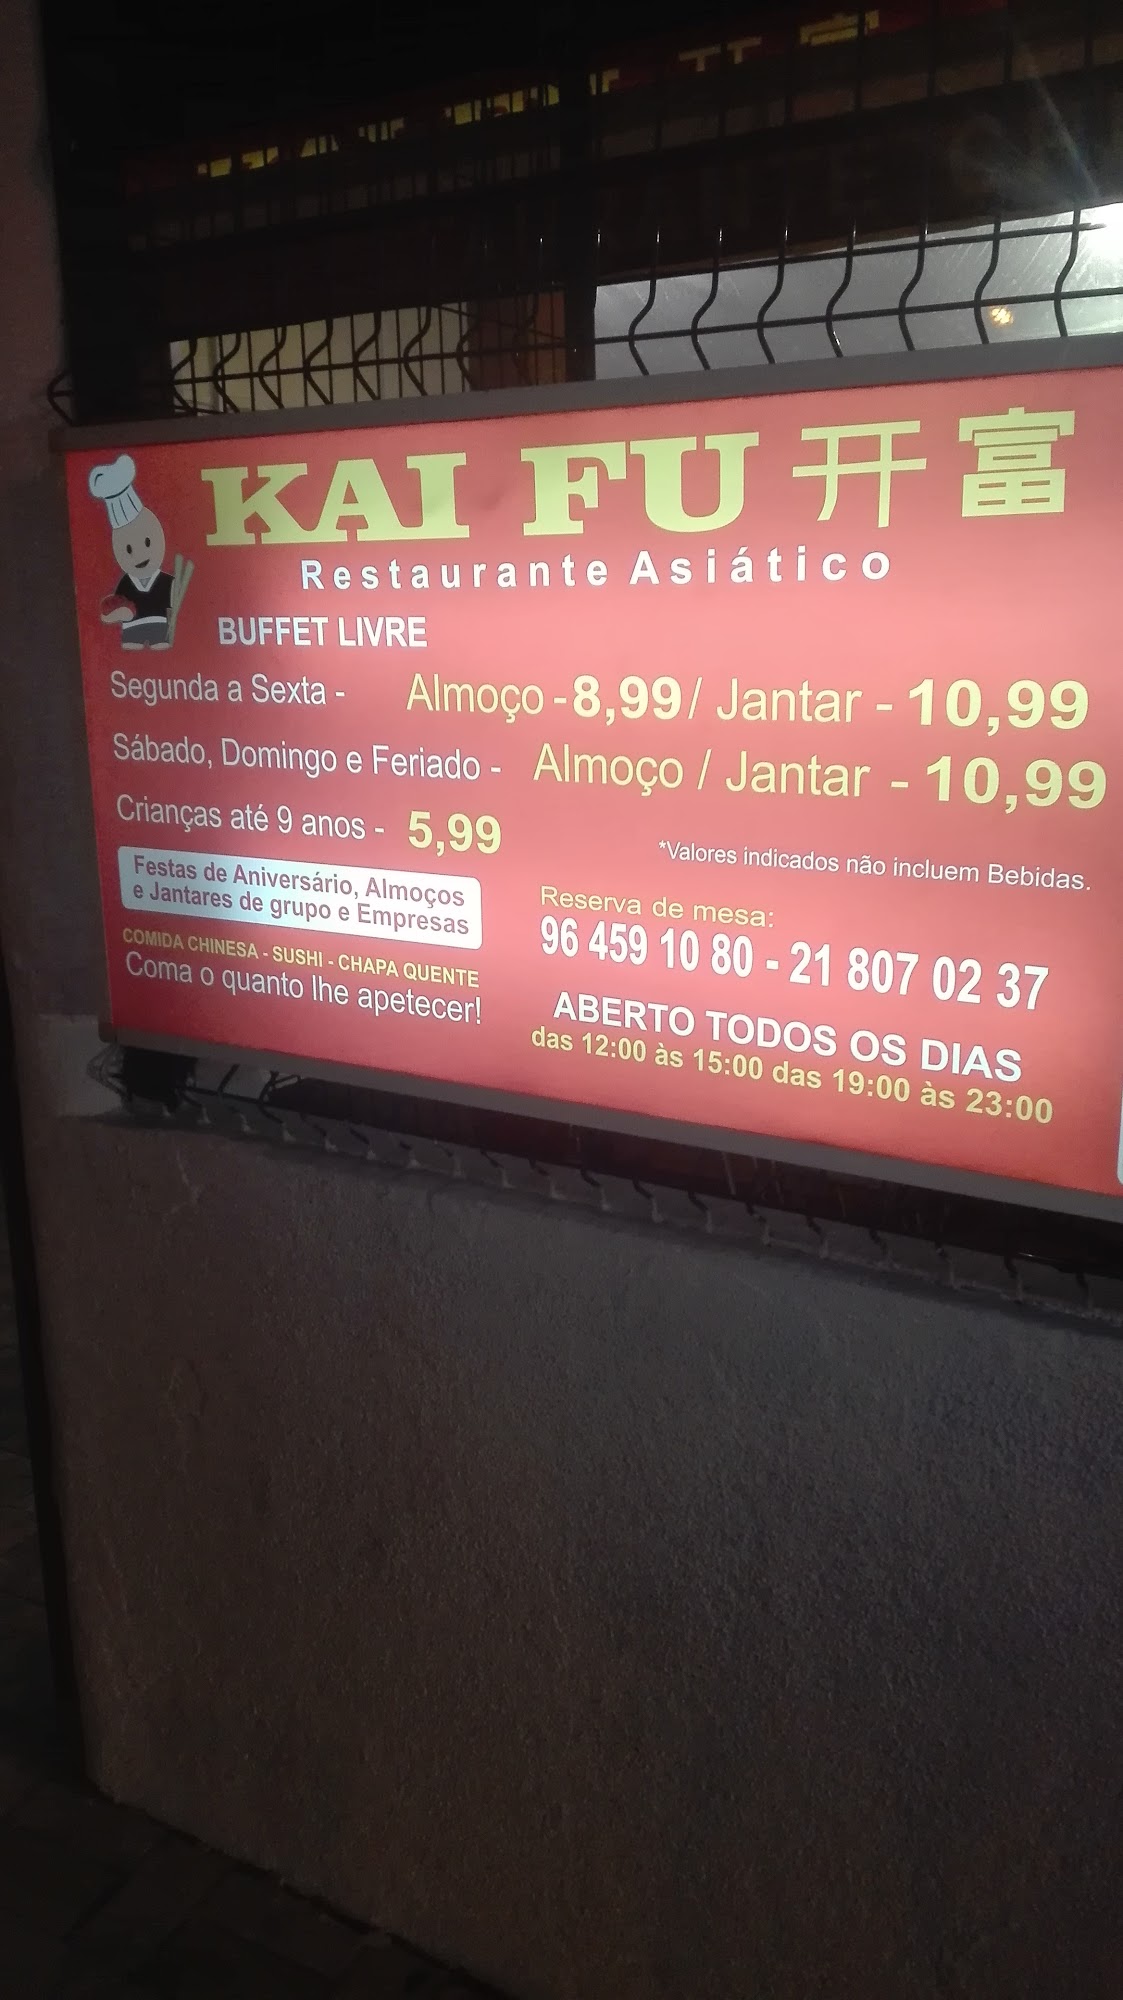 KAI FU 开富
Restaurante Asiático
BUFFET LIVRE
Segunda a Sexta - Almoço - 8,99 / Jantar - 10,99
Sábado, Domingo e Feriado - Almoço / Jantar - 10,99
Crianças até 9 anos - 5,99
*Valores indicados não incluem Bebidas.
Festas de Aniversário, Almoços
e Jantares de grupo e Empresas
COMIDA CHINESA - SUSHI - CHAPA QUENTE
Coma o quanto lhe apetecer!
Reserva de mesa:
96 459 10 80 - 21 807 02 37
ABERTO TODOS OS DIAS
das 12:00 às 15:00 das 19:00 às 23:00